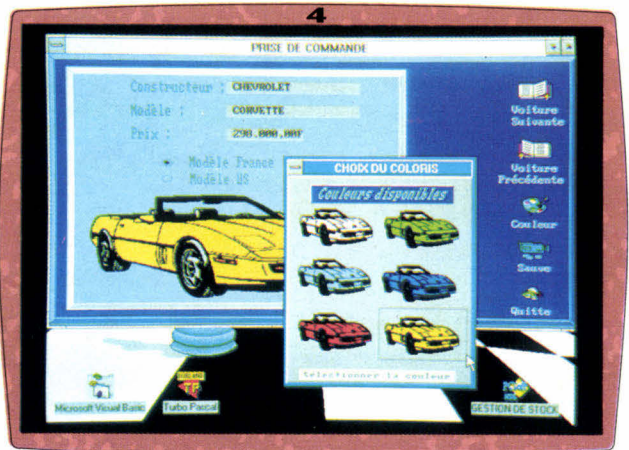 4
PRISE DE COMMANDE
Constructeur : CHEVROLET
Modèle : CORVETTE
Prix : 290.000,00F
Modèle France
Modèle US
Voiture Suivante
Voiture Précédente
Couleur
Sauve
Quitte
CHOIX DU COLORIS
Couleurs disponibles
Sélectionner la couleur
Microsoft Visual Basic
Turbo Pascal
GESTION DE STOCK